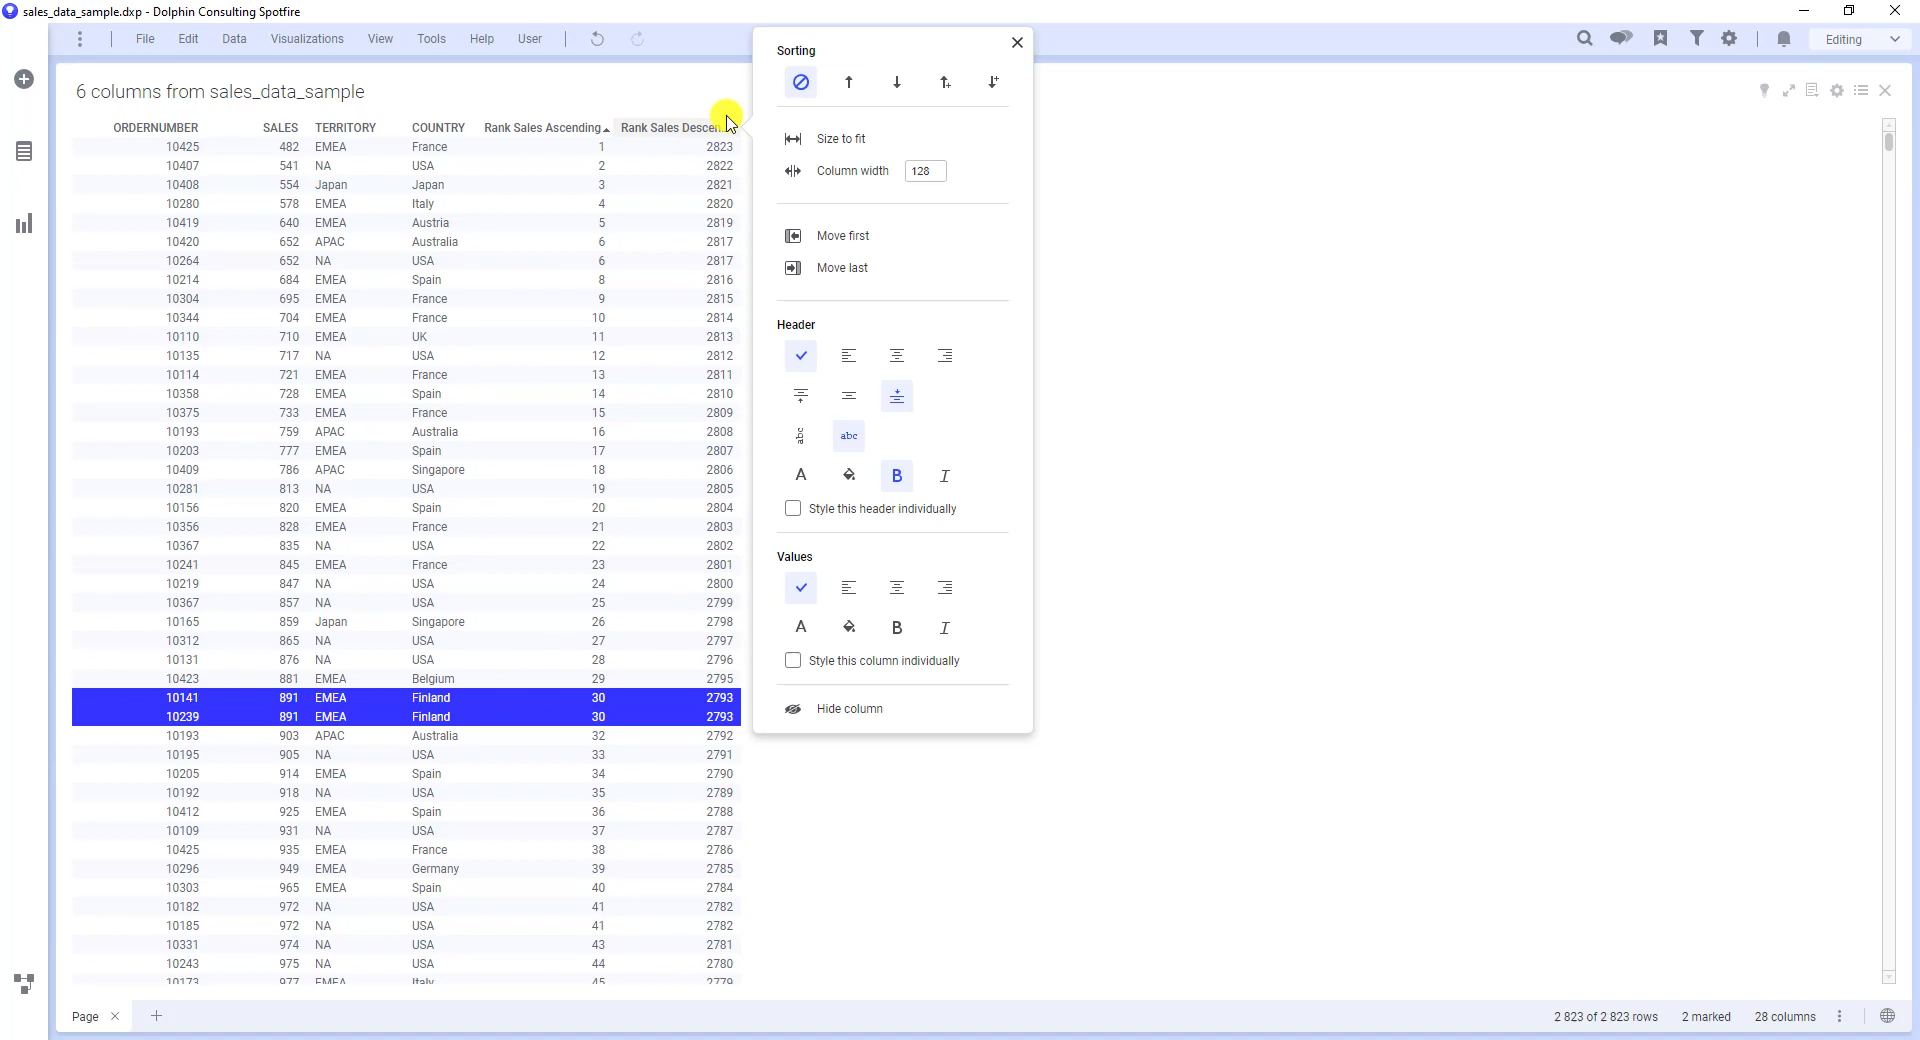 sales_data_sample.dxp - Dolphin Consulting Spotfire
File Edit Data Visualizations View Tools Help User Editing
6 columns from sales_data_sample
ORDERNUMBER SALES TERRITORY COUNTRY Rank Sales Ascending Rank Sales Descen...
10425 482 EMEA France 1 2823
10407 541 NA USA 2 2822
10408 554 Japan Japan 3 2821
10280 578 EMEA Italy 4 2820
10419 640 EMEA Austria 5 2819
10420 652 APAC Australia 6 2817
10264 652 NA USA 6 2817
10214 684 EMEA Spain 8 2816
10304 695 EMEA France 9 2815
10344 704 EMEA France 10 2814
10110 710 EMEA UK 11 2813
10135 717 NA USA 12 2812
10114 721 EMEA France 13 2811
10358 728 EMEA Spain 14 2810
10375 733 EMEA France 15 2809
10193 759 APAC Australia 16 2808
10203 777 EMEA Spain 17 2807
10409 786 APAC Singapore 18 2806
10281 813 NA USA 19 2805
10156 820 EMEA Spain 20 2804
10356 828 EMEA France 21 2803
10367 835 NA USA 22 2802
10241 845 EMEA France 23 2801
10219 847 NA USA 24 2800
10367 857 NA USA 25 2799
10165 859 Japan Singapore 26 2798
10312 865 NA USA 27 2797
10131 876 NA USA 28 2796
10423 881 EMEA Belgium 29 2795
10141 891 EMEA Finland 30 2793
10239 891 EMEA Finland 30 2793
10193 903 APAC Australia 32 2792
10195 905 NA USA 33 2791
10205 914 EMEA Spain 34 2790
10192 918 NA USA 35 2789
10412 925 EMEA Spain 36 2788
10109 931 NA USA 37 2787
10425 935 EMEA France 38 2786
10296 949 EMEA Germany 39 2785
10303 965 EMEA Spain 40 2784
10182 972 NA USA 41 2782
10185 972 NA USA 41 2782
10331 974 NA USA 43 2781
10243 975 NA USA 44 2780
10173 977 EMEA Italy 45 2779
Sorting
Size to fit
Column width 128
Move first
Move last
Header
abc abc
A B I
Style this header individually
Values
A B I
Style this column individually
Hide column
Page 2 823 of 2 823 rows 2 marked 28 columns